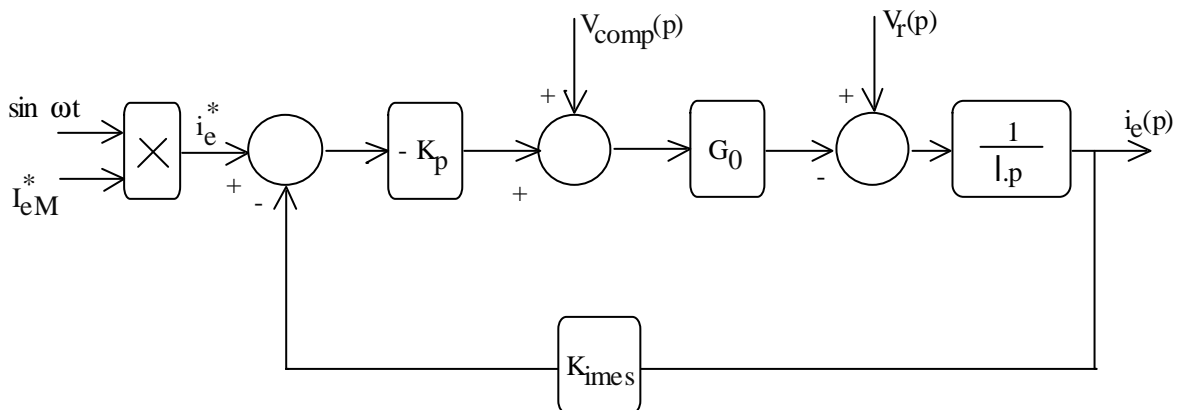 V_comp(p)
V_r(p)
sin ωt
i_e^*
I_eM^*
+
-
- K_p
+
+
G_0
+
-
1
l.p
i_e(p)
K_imes